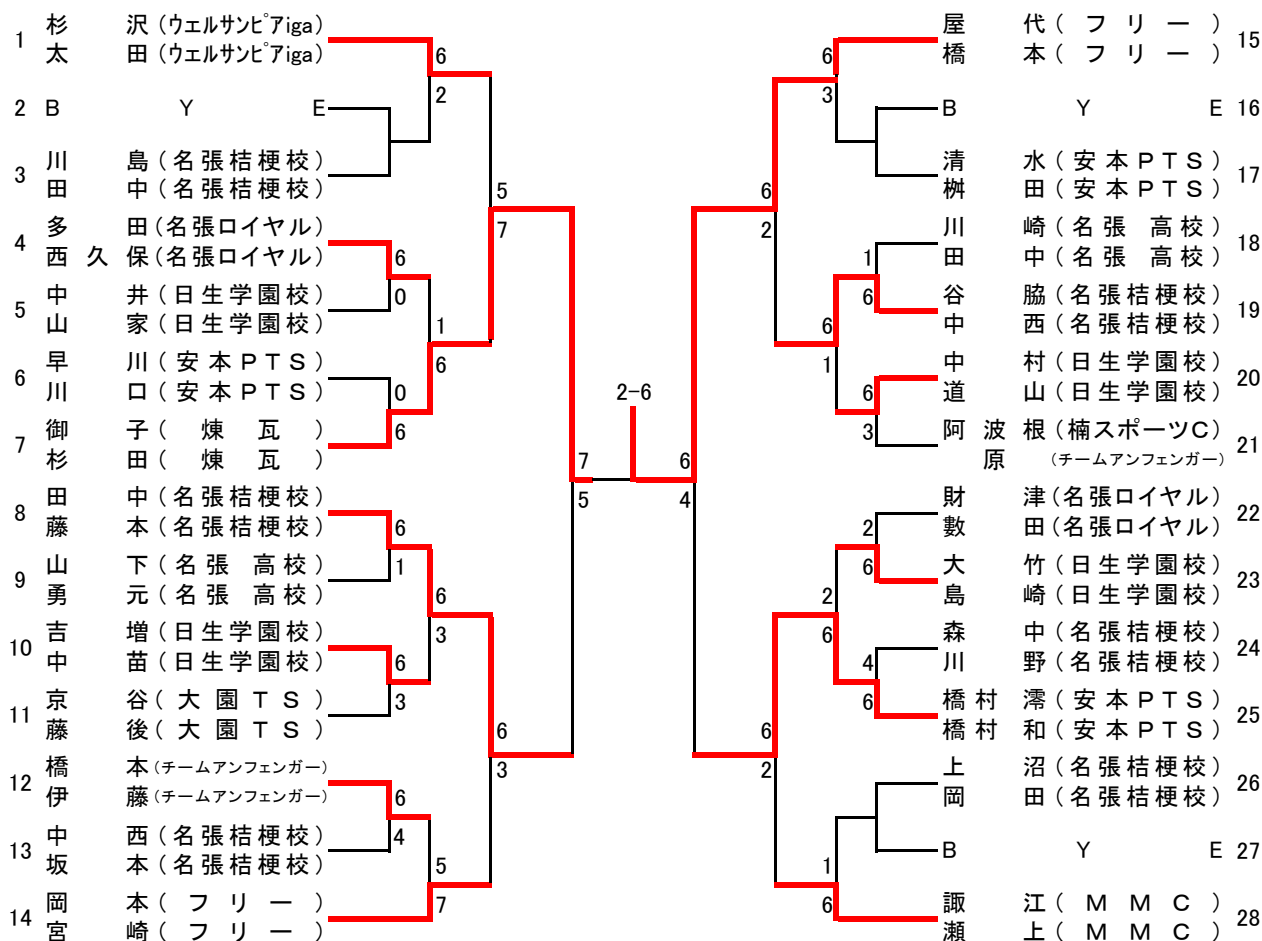 1 杉沢(ウエルサンピアiga)
太田(ウエルサンピアiga)
2 BYE
3 川島(名張桔梗校)
田中(名張桔梗校)
4 多田(名張ロイヤル)
西久保(名張ロイヤル)
5 中井(日生学園校)
山家(日生学園校)
6 早川(安本PTS)
川口(安本PTS)
7 御子(煉瓦)
杉田(煉瓦)
8 田中(名張桔梗校)
藤本(名張桔梗校)
9 山下(名張高校)
勇元(名張高校)
10 吉増(日生学園校)
中苗(日生学園校)
11 京谷(大園TS)
藤後(大園TS)
12 橋本(チームアンフェンガー)
伊藤(チームアンフェンガー)
13 中西(名張桔梗校)
坂本(名張桔梗校)
14 岡本(フリー)
宮崎(フリー)
6
2
6
0
0
6
6
1
6
3
6
4
1
6
6
3
5
7
5
7
6
3
7
5
2-6
6
4
6
2
6
2
6
3
6
1
2
6
1
6
1
6
6
3
2
6
4
6
屋代(フリー) 15
橋本(フリー)
BYE 16
清水(安本PTS) 17
桝田(安本PTS)
川崎(名張高校) 18
田中(名張高校)
谷脇(名張桔梗校) 19
中西(名張桔梗校)
中村(日生学園校) 20
道山(日生学園校)
阿波根(楠スポーツC) 21
原(チームアンフェンガー)
財津(名張ロイヤル) 22
數田(名張ロイヤル)
大竹(日生学園校) 23
島崎(日生学園校)
森中(名張桔梗校) 24
川野(名張桔梗校)
橋村澪(安本PTS) 25
橋村和(安本PTS)
上沼(名張桔梗校) 26
岡田(名張桔梗校)
BYE 27
諏江(MMC) 28
瀬上(MMC)